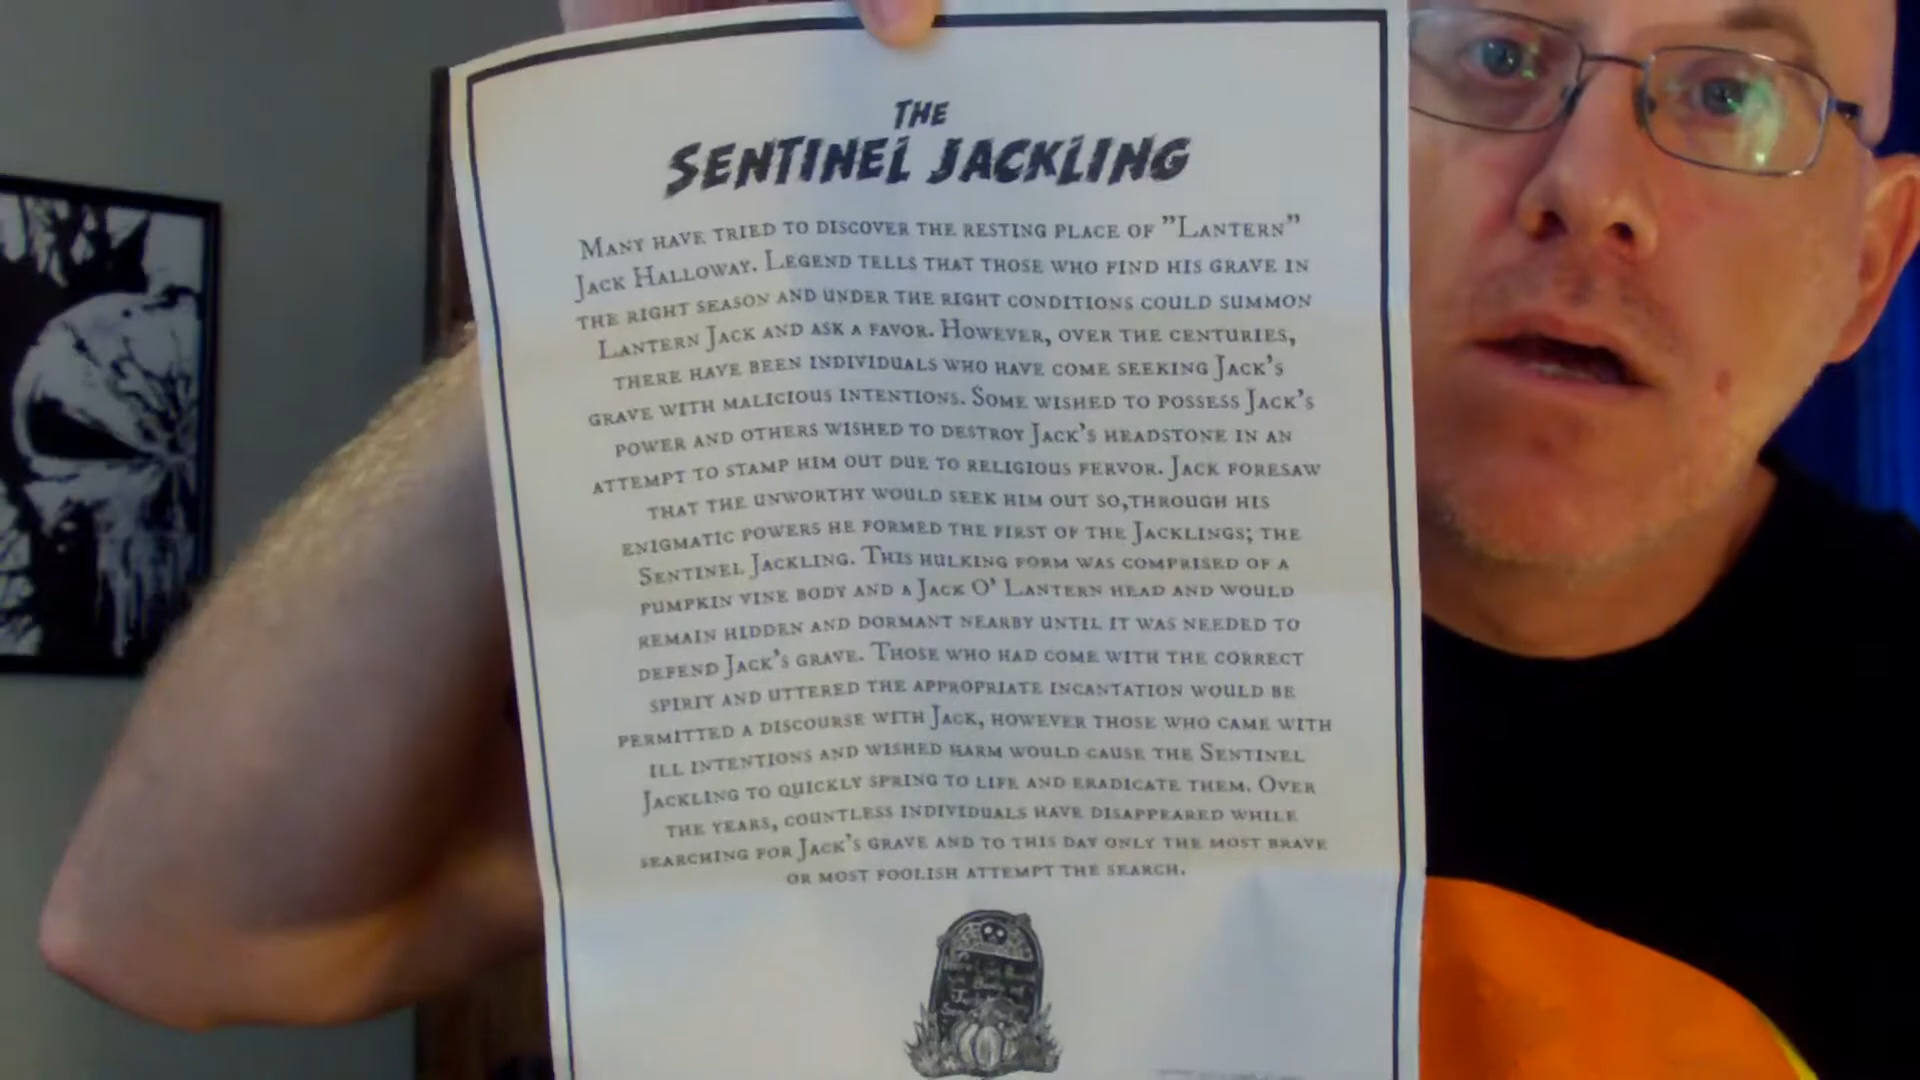 THE
SENTINEL JACKLING
MANY HAVE TRIED TO DISCOVER THE RESTING PLACE OF "LANTERN"
JACK HALLOWAY. LEGEND TELLS THAT THOSE WHO FIND HIS GRAVE IN
THE RIGHT SEASON AND UNDER THE RIGHT CONDITIONS COULD SUMMON
LANTERN JACK AND ASK A FAVOR. HOWEVER, OVER THE CENTURIES,
THERE HAVE BEEN INDIVIDUALS WHO HAVE COME SEEKING JACK'S
GRAVE WITH MALICIOUS INTENTIONS. SOME WISHED TO POSSESS JACK'S
POWER AND OTHERS WISHED TO DESTROY JACK'S HEADSTONE IN AN
ATTEMPT TO STAMP HIM OUT DUE TO RELIGIOUS FERVOR. JACK FORESAW
THAT THE UNWORTHY WOULD SEEK HIM OUT SO,THROUGH HIS
ENIGMATIC POWERS HE FORMED THE FIRST OF THE JACKLINGS; THE
SENTINEL JACKLING. THIS HULKING FORM WAS COMPRISED OF A
PUMPKIN VINE BODY AND A JACK O' LANTERN HEAD AND WOULD
REMAIN HIDDEN AND DORMANT NEARBY UNTIL IT WAS NEEDED TO
DEFEND JACK'S GRAVE. THOSE WHO HAD COME WITH THE CORRECT
SPIRIT AND UTTERED THE APPROPRIATE INCANTATION WOULD BE
PERMITTED A DISCOURSE WITH JACK, HOWEVER THOSE WHO CAME WITH
ILL INTENTIONS AND WISHED HARM WOULD CAUSE THE SENTINEL
JACKLING TO QUICKLY SPRING TO LIFE AND ERADICATE THEM. OVER
THE YEARS, COUNTLESS INDIVIDUALS HAVE DISAPPEARED WHILE
SEARCHING FOR JACK'S GRAVE AND TO THIS DAY ONLY THE MOST BRAVE
OR MOST FOOLISH ATTEMPT THE SEARCH.